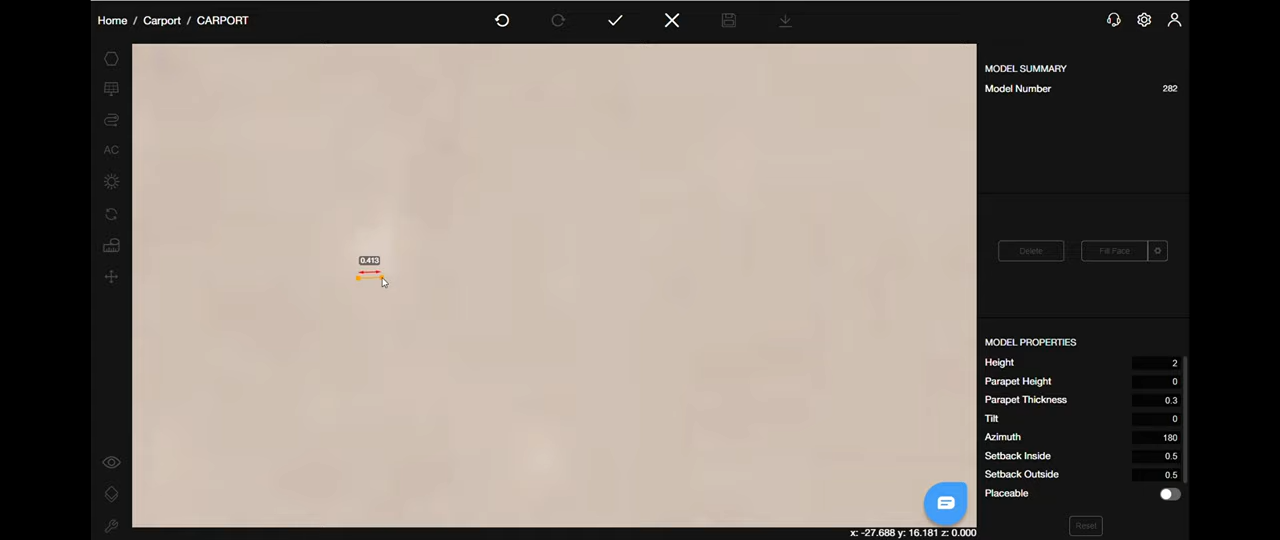 Home / Carport / CARPORT
MODEL SUMMARY
Model Number 282
AC
0.413
Delete
Fill Face
MODEL PROPERTIES
Height 2
Parapet Height 0
Parapet Thickness 0.3
Tilt 0
Azimuth 180
Setback Inside 0.5
Setback Outside 0.5
Placeable
Reset
x: -27.688 y: 16.181 z: 0.000